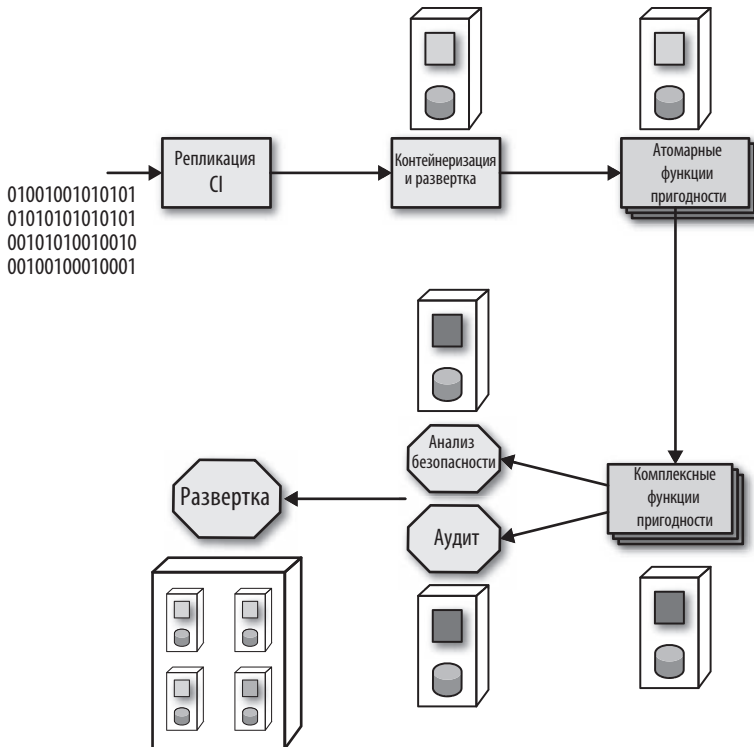 01001001010101
01010101010101
00101010010010
00100100010001
Репликация
CI
Контейнеризация
и развертка
Атомарные
функции
пригодности
Комплексные
функции
пригодности
Анализ
безопасности
Аудит
Развертка